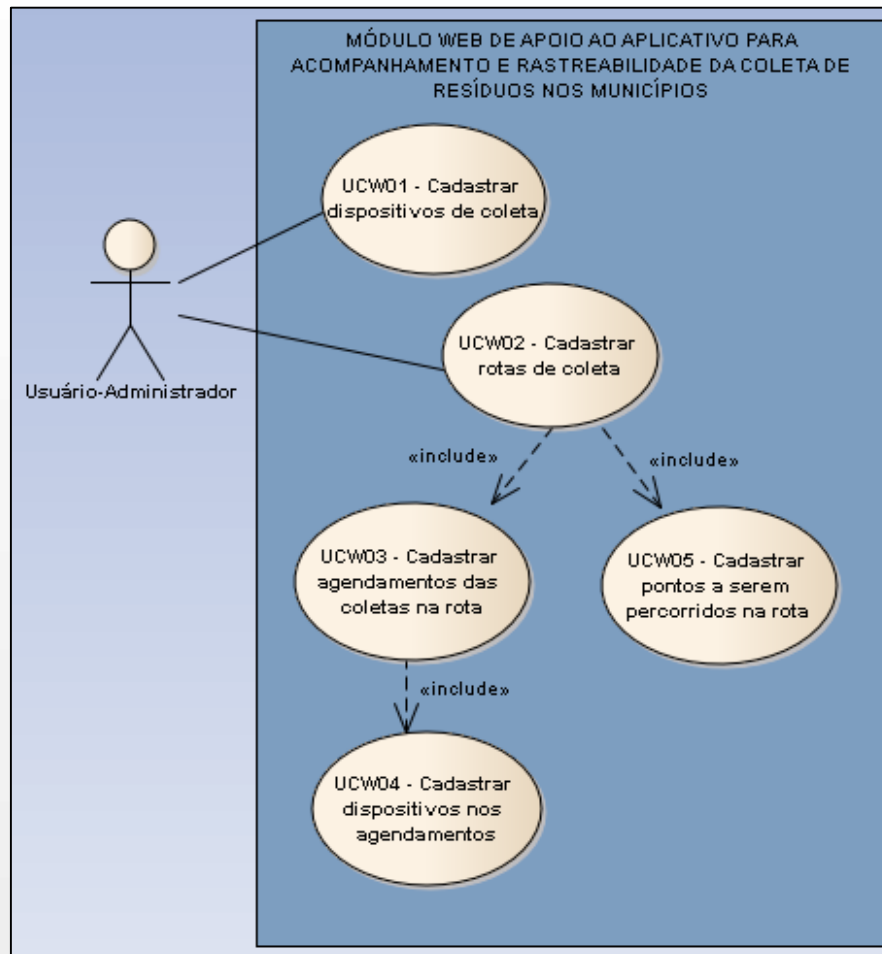 MÓDULO WEB DE APOIO AO APLICATIVO PARA
ACOMPANHAMENTO E RASTREABILIDADE DA COLETA DE
RESÍDUOS NOS MUNICÍPIOS
UCW01 - Cadastrar
dispositivos de coleta
Usuário-Administrador
UCW02 - Cadastrar
rotas de coleta
«include»
«include»
UCW03 - Cadastrar
agendamentos das
coletas na rota
UCW05 - Cadastrar
pontos a serem
percorridos na rota
«include»
UCW04 - Cadastrar
dispositivos nos
agendamentos